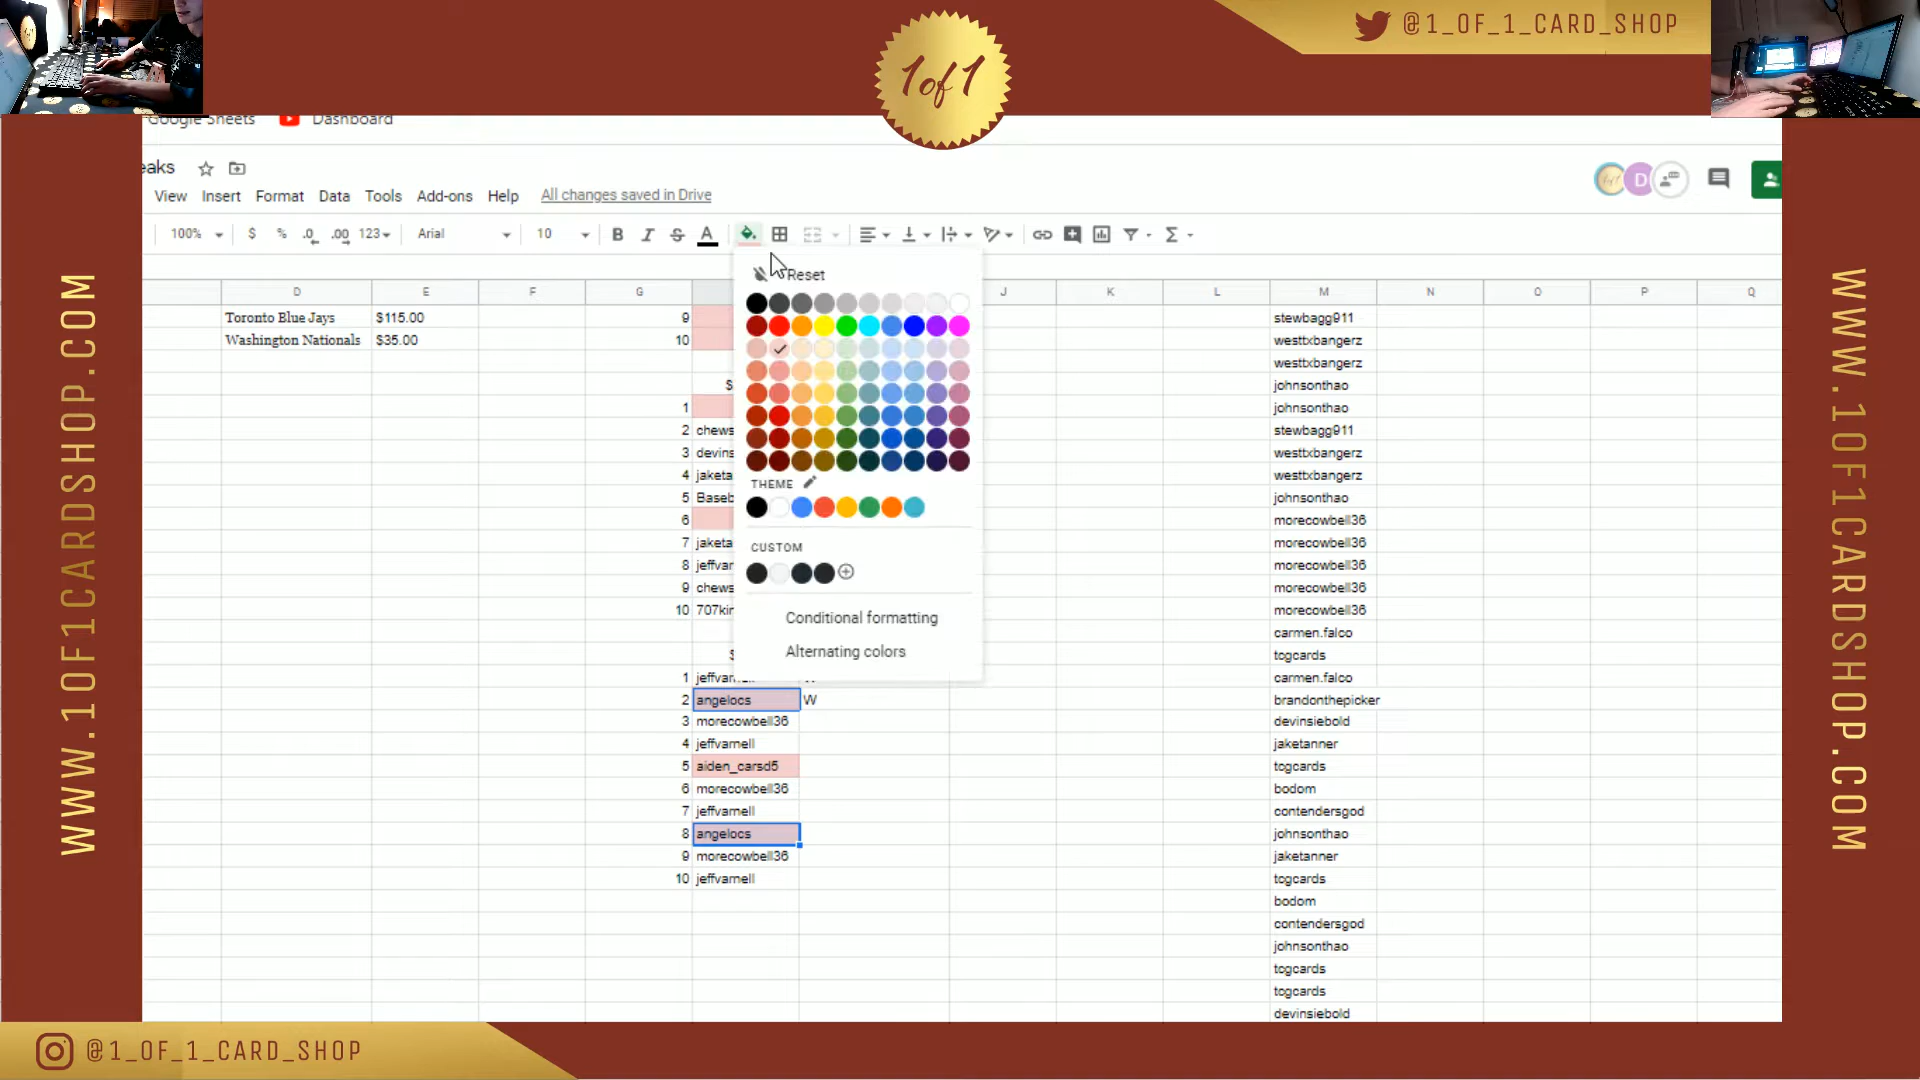 @1_OF_1_CARD_SHOP
1of1
Google Sheets Dashboard
eaks
View Insert Format Data Tools Add-ons Help All changes saved in Drive
D
100% $ % .0 .00 123 Arial 10 B I S A
Reset
D E F G J K L M N O P Q
Toronto Blue Jays $115.00 9 stewbagg911
Washington Nationals $35.00 10 westtxbangerz
westtxbangerz
$ johnsonthao
1 johnsonthao
2 chews stewbagg911
3 devins westtxbangerz
4 jaketa westtxbangerz
THEME
5 Baseb johnsonthao
6 morecowbell36
7 jeketa morecowbell36
CUSTOM
8 jeffvar morecowbell36
9 chews morecowbell36
10 707kin morecowbell36
Conditional formatting
carmen.falco
Alternating colors
$ togcards
1 jeffvarnell W carmen.falco
2 angelocs W brandonthepicker
3 morecowbell36 devinsiebold
4 jeffvarnell jaketanner
5 aiden_carsd5 togcards
6 morecowbell36 bodom
7 jeffvarnell contendersgod
8 angelocs johnsonthao
9 morecowbell36 jaketanner
10 jeffvarnell togcards
bodom
contendersgod
johnsonthao
togcards
togcards
devinsiebold
WWW.1OF1CARDSHOP.COM
WWW.1OF1CARDSHOP.COM
@1_OF_1_CARD_SHOP